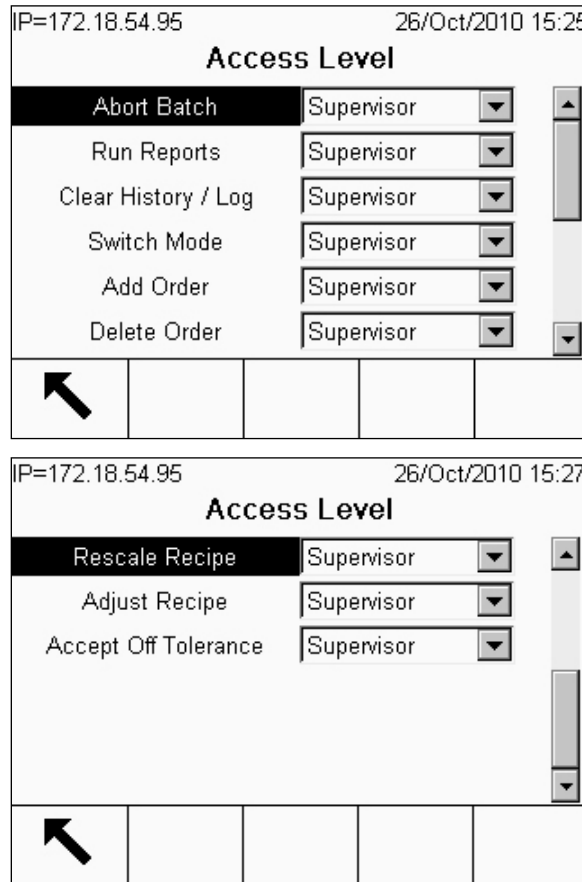 IP=172.18.54.95 26/Oct/2010 15:25
Access Level
Abort Batch Supervisor
Run Reports Supervisor
Clear History / Log Supervisor
Switch Mode Supervisor
Add Order Supervisor
Delete Order Supervisor
IP=172.18.54.95 26/Oct/2010 15:27
Access Level
Rescale Recipe Supervisor
Adjust Recipe Supervisor
Accept Off Tolerance Supervisor